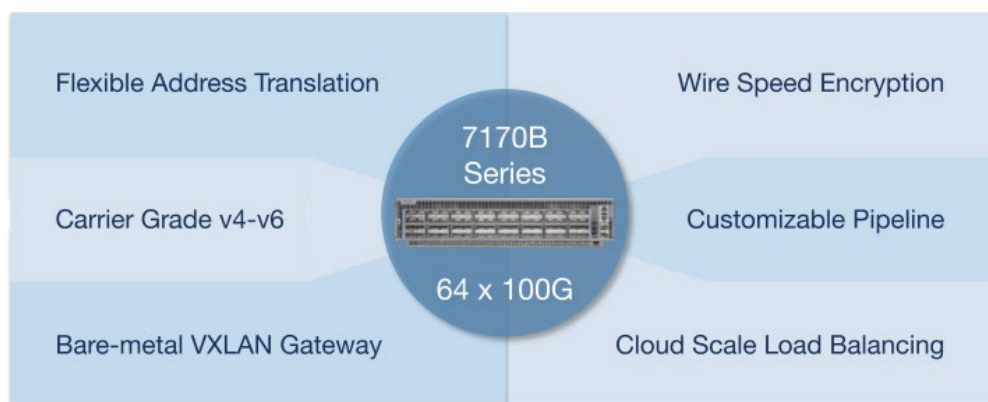 Flexible Address Translation
Wire Speed Encryption
7170B
Series
Carrier Grade v4-v6
Customizable Pipeline
64 x 100G
Bare-metal VXLAN Gateway
Cloud Scale Load Balancing